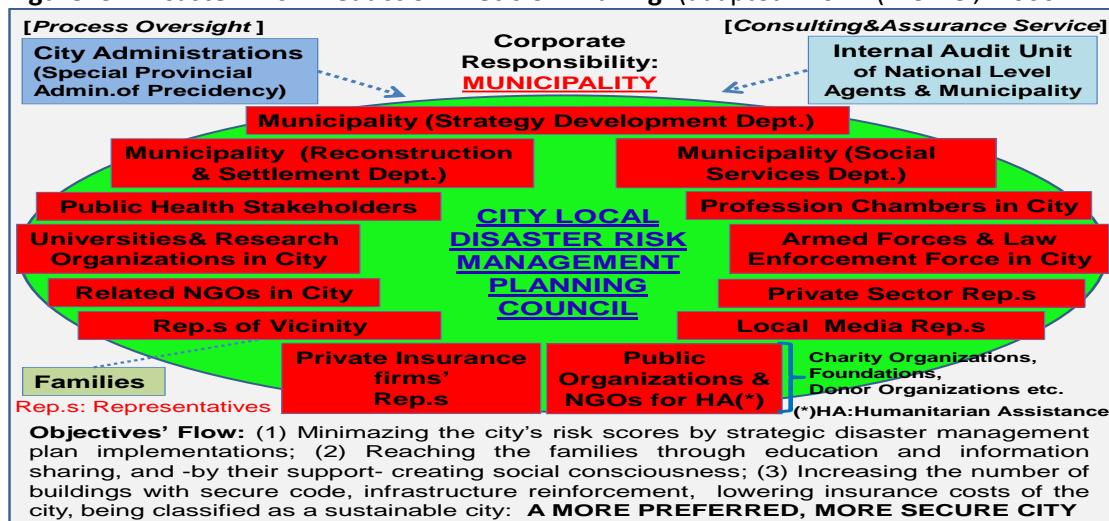 [Process Oversight]
[Consulting&Assurance Service]
City Administrations
(Special Provincial
Admin.of Precidency)
Corporate
Responsibility:
MUNICIPALITY
Internal Audit Unit
of National Level
Agents & Municipality
Municipality (Strategy Development Dept.)
Municipality (Reconstruction
& Settlement Dept.)
Municipality (Social
Services Dept.)
Public Health Stakeholders
Profession Chambers in City
CITY LOCAL
DISASTER RISK
MANAGEMENT
PLANNING
COUNCIL
Universities& Research
Organizations in City
Armed Forces & Law
Enforcement Force in City
Related NGOs in City
Private Sector Rep.s
Rep.s of Vicinity
Local Media Rep.s
Private Insurance
firms’
Rep.s
Public
Organizations &
NGOs for HA(*)
Charity Organizations,
Foundations,
Donor Organizations etc.
(*)HA:Humanitarian Assistance
Families
Rep.s: Representatives
Objectives’ Flow: (1) Minimazing the city’s risk scores by strategic disaster management
plan implementations; (2) Reaching the families through education and information
sharing, and -by their support- creating social consciousness; (3) Increasing the number of
buildings with secure code, infrastructure reinforcement, lowering insurance costs of the
city, being classified as a sustainable city: A MORE PREFERRED, MORE SECURE CITY